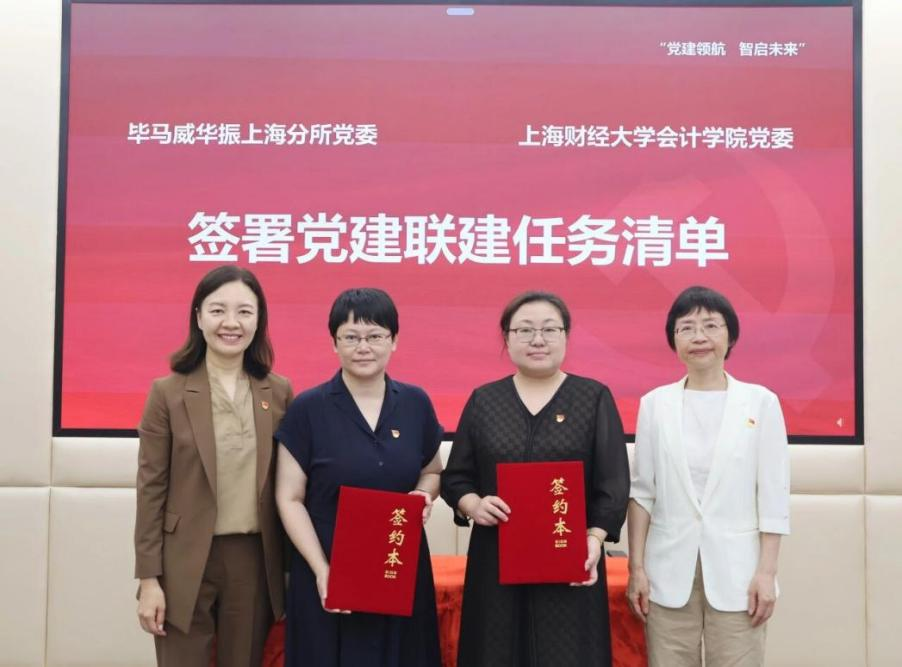 “党建领航 智启未来”
毕马威华振上海分所党委 上海财经大学会计学院党委
签署党建联建任务清单
签约本
签约本